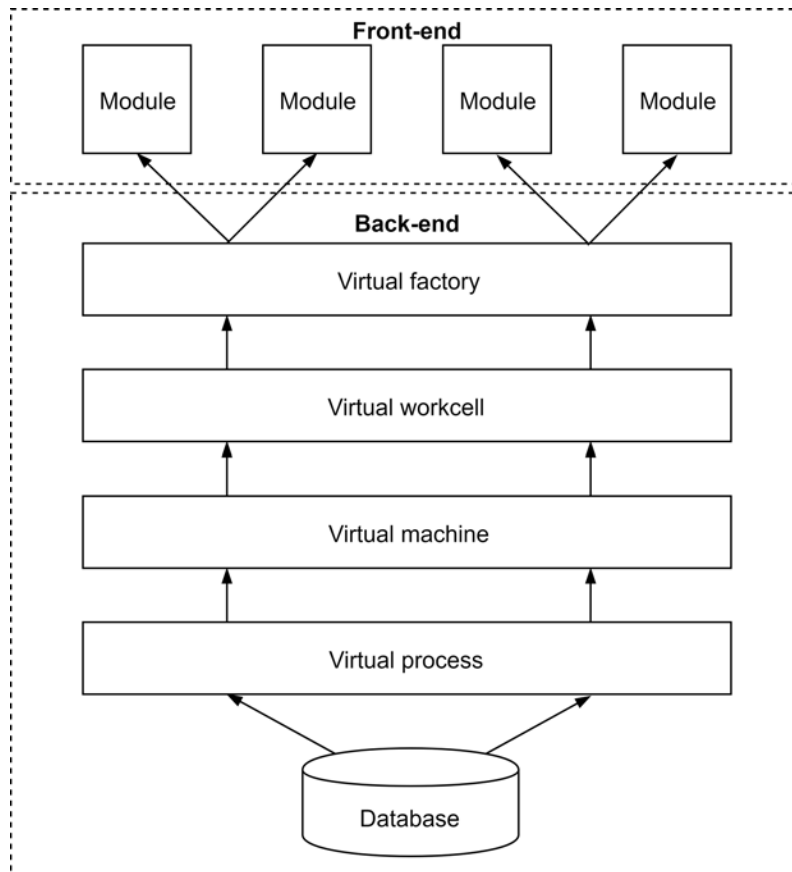 Front-end
Module
Module
Module
Module
Back-end
Virtual factory
Virtual workcell
Virtual machine
Virtual process
Database